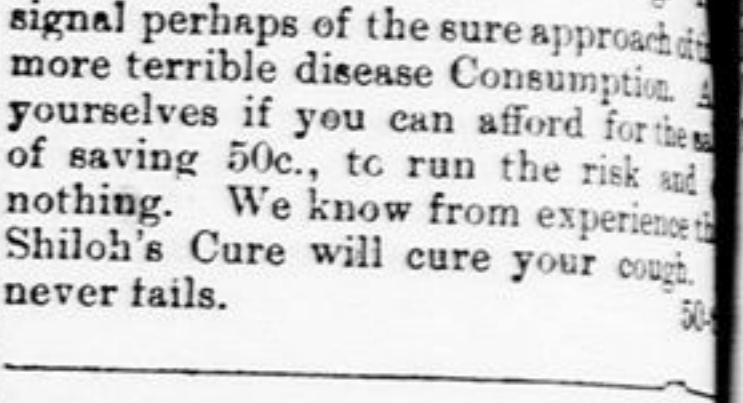 signal perhaps of the sure approach of
more terrible disease Consumption.
yourselves if you can afford for the
of saving 50c., to run the risk and
nothing. We know from experience
Shiloh's Cure will cure your cough.
never fails.